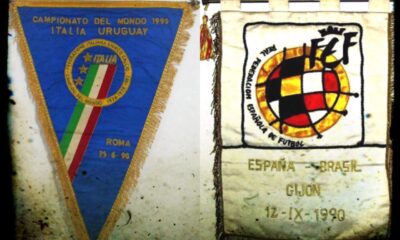 CAMPIONATO DEL MONDO 1990
ITALIA URUGUAY
ITALIA
ROMA
25 · 6 · 90
RFEF
REAL FEDERACION ESPAÑOLA DE FUTBOL
ESPAÑA - BRASIL
GIJON
12-IX-1990